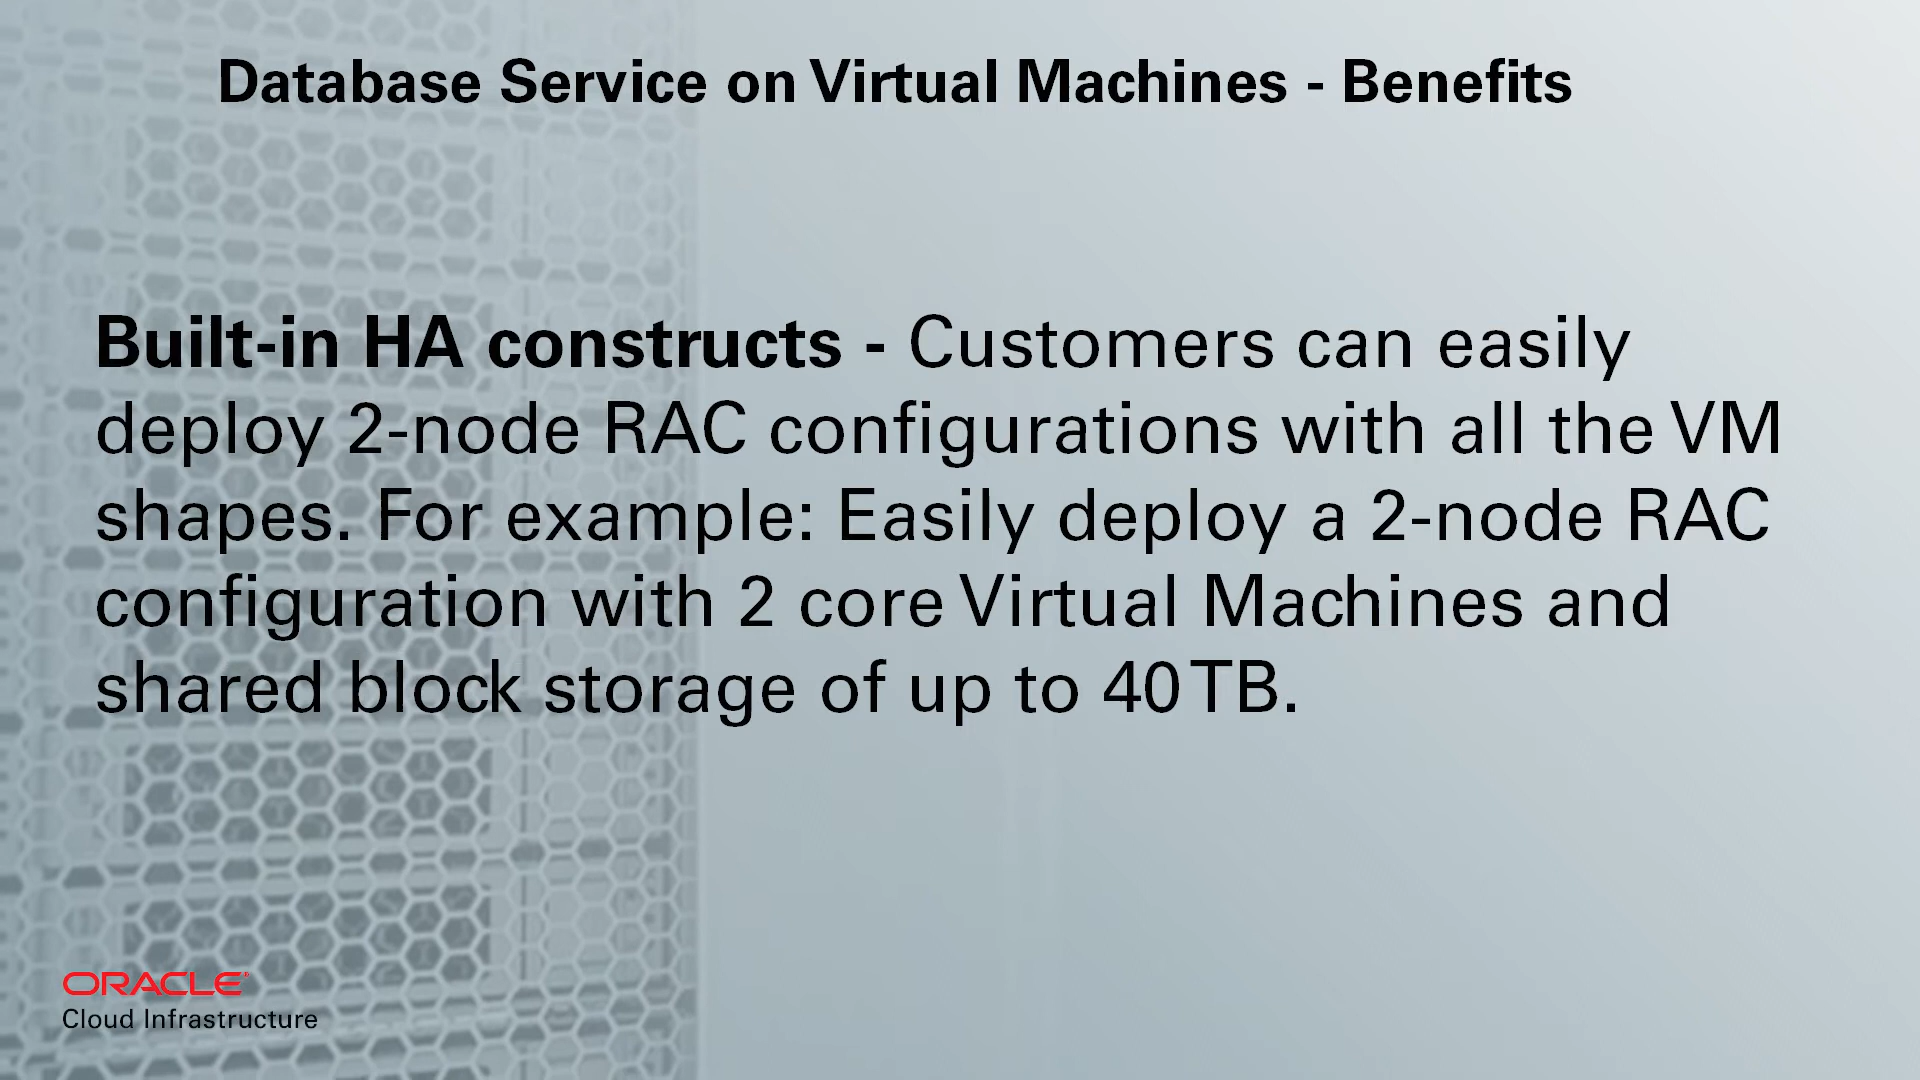 Database Service on Virtual Machines - Benefits
Built-in HA constructs - Customers can easily
deploy 2-node RAC configurations with all the VM
shapes. For example: Easily deploy a 2-node RAC
configuration with 2 core Virtual Machines and
shared block storage of up to 40 TB.
ORACLE®
Cloud Infrastructure